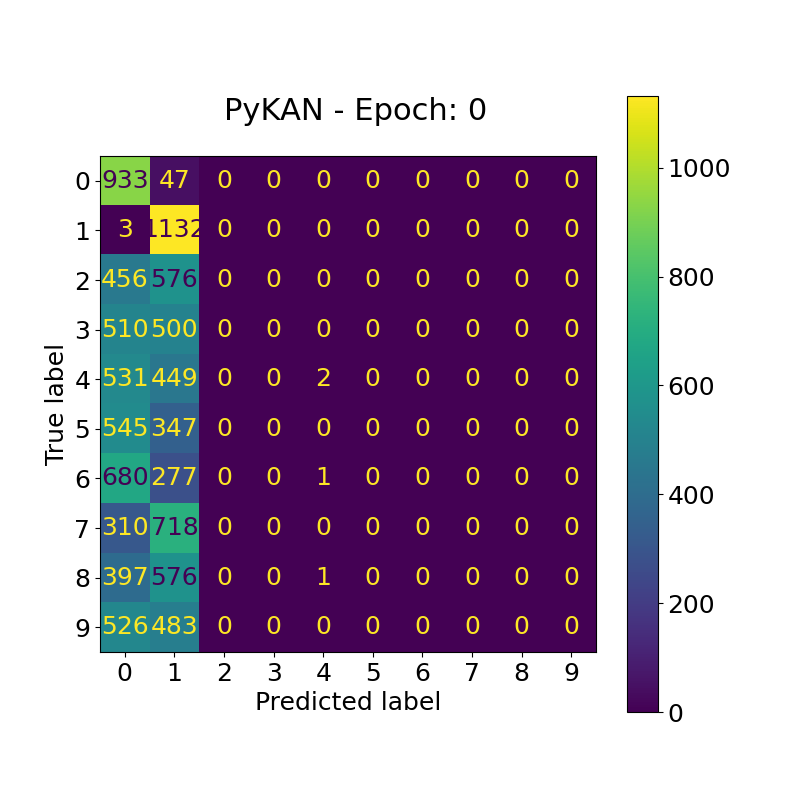 PyKAN - Epoch: 0
0 933 47 0 0 0 0 0 0 0 0
1 3 1132 0 0 0 0 0 0 0 0
2 456 576 0 0 0 0 0 0 0 0
3 510 500 0 0 0 0 0 0 0 0
4 531 449 0 0 2 0 0 0 0 0
5 545 347 0 0 0 0 0 0 0 0
6 680 277 0 0 1 0 0 0 0 0
7 310 718 0 0 0 0 0 0 0 0
8 397 576 0 0 1 0 0 0 0 0
9 526 483 0 0 0 0 0 0 0 0
0 1 2 3 4 5 6 7 8 9
Predicted label
True label
1000
800
600
400
200
0